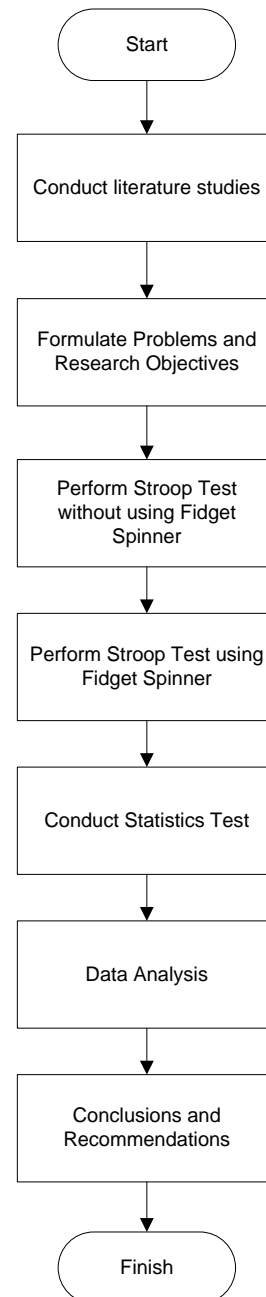 Start
Conduct literature studies
Formulate Problems and
Research Objectives
Perform Stroop Test
without using Fidget
Spinner
Perform Stroop Test using
Fidget Spinner
Conduct Statistics Test
Data Analysis
Conclusions and
Recommendations
Finish